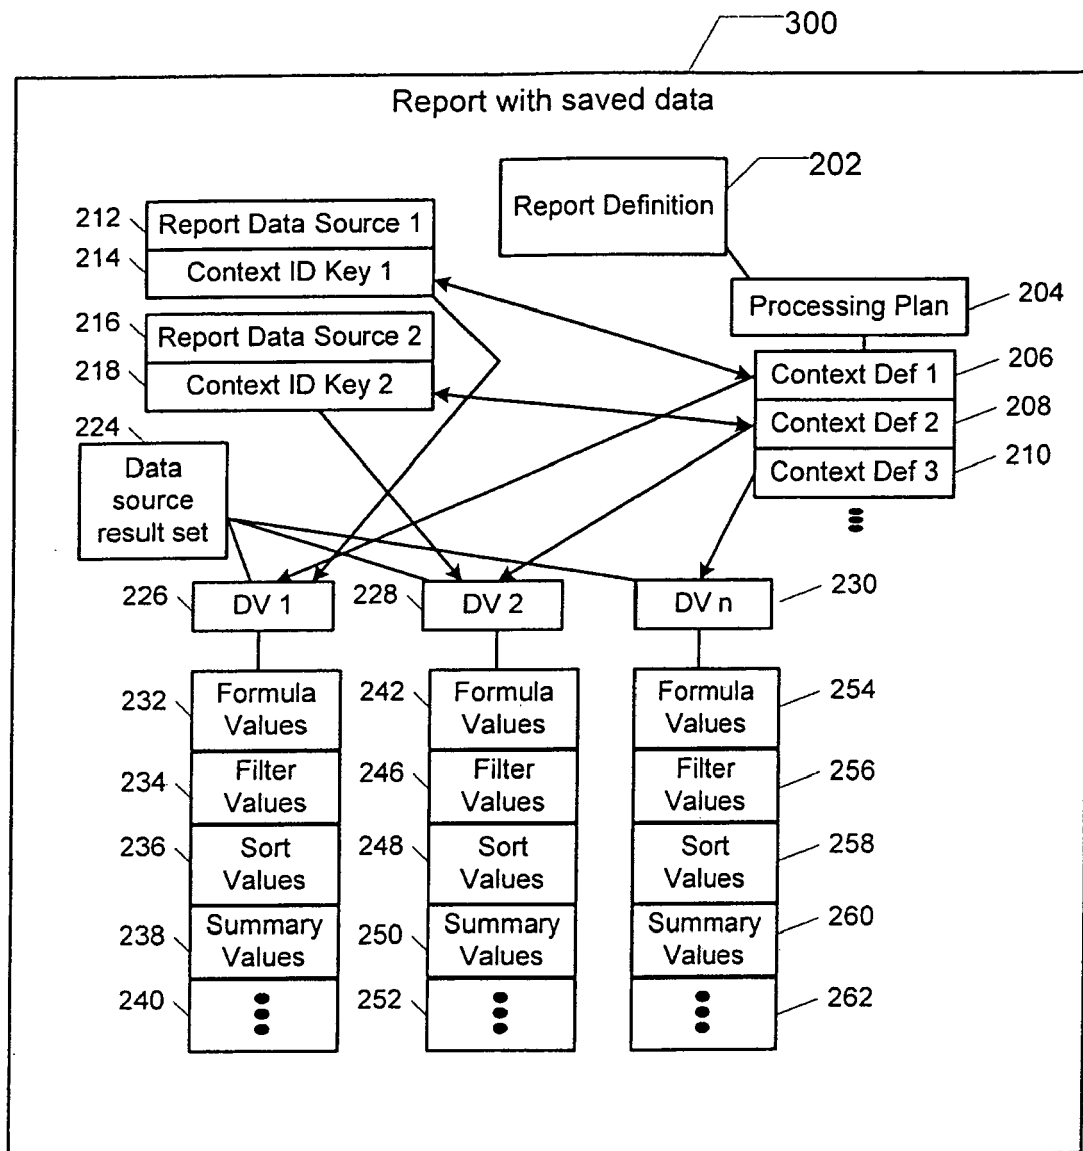 300
Report with saved data
202
Report Definition
212
Report Data Source 1
214
Context ID Key 1
204
Processing Plan
216
Report Data Source 2
206
Context Def 1
218
Context ID Key 2
208
Context Def 2
224
210
Context Def 3
Data
source
result set
226
DV 1
228
DV 2
230
DV n
232
Formula
Values
242
Formula
Values
254
Formula
Values
234
Filter
Values
246
Filter
Values
256
Filter
Values
236
Sort
Values
248
Sort
Values
258
Sort
Values
238
Summary
Values
250
Summary
Values
260
Summary
Values
240
252
262